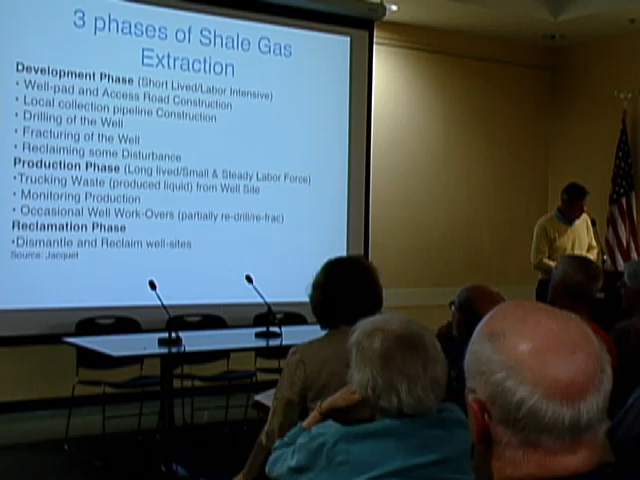 3 phases of Shale Gas
Extraction
Development Phase (Short Lived/Labor Intensive)
• Well-pad and Access Road Construction
• Local collection pipeline Construction
• Drilling of the Well
• Fracturing of the Well
• Reclaiming some Disturbance
Production Phase (Long lived/Small & Steady Labor Force)
•Trucking Waste (produced liquid) from Well Site
• Monitoring Production
• Occasional Well Work-Overs (partially re-drill/re-frac)
Reclamation Phase
•Dismantle and Reclaim well-sites
Source: Jacquet